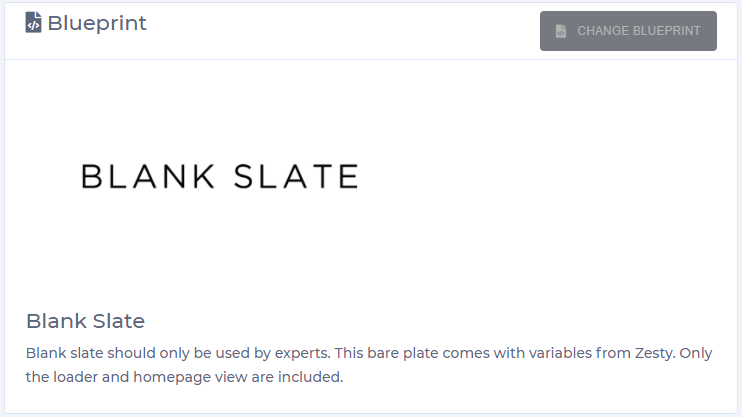 Blueprint
CHANGE BLUEPRINT
BLANK SLATE
Blank Slate
Blank slate should only be used by experts. This bare plate comes with variables from Zesty. Only
the loader and homepage view are included.